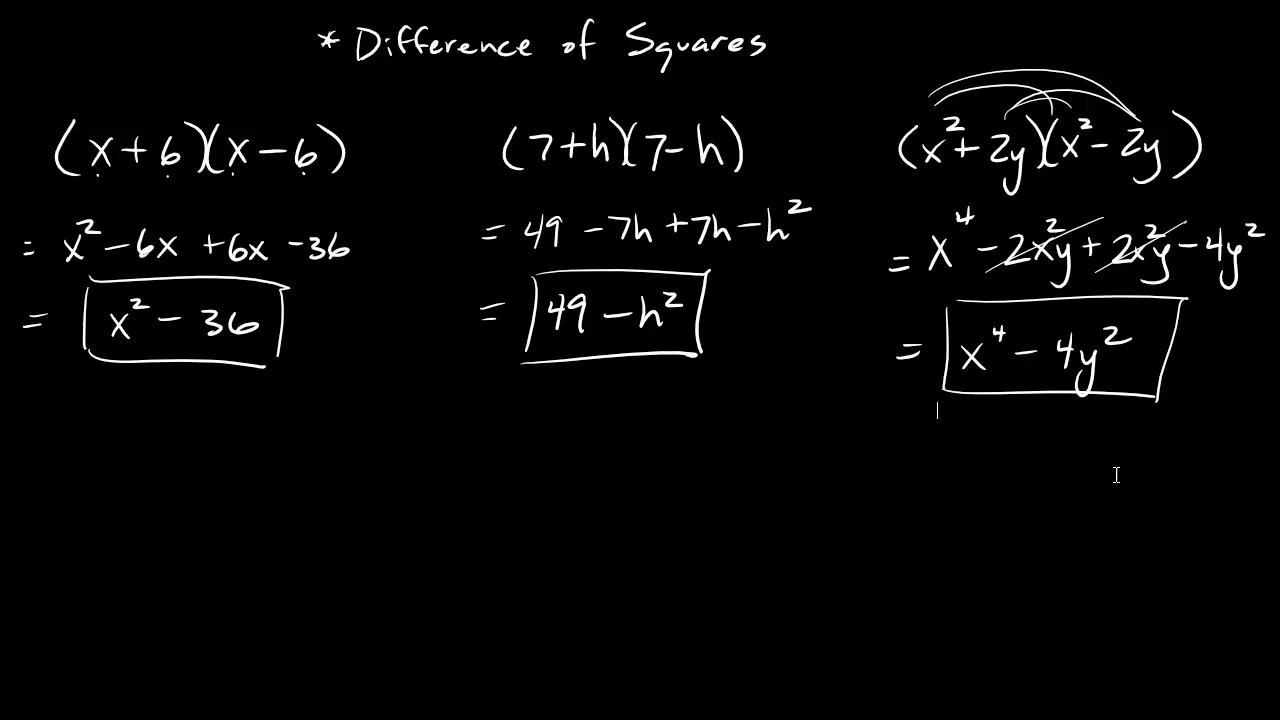 * Difference of Squares
(x+6)(x-6)
= x² -6x +6x -36
= x² - 36
(7+h)(7-h)
= 49 -7h +7h -h²
= 49 -h²
(x² + 2y)(x² - 2y)
= x⁴ - 2x²y + 2x²y - 4y²
= x⁴ - 4y²